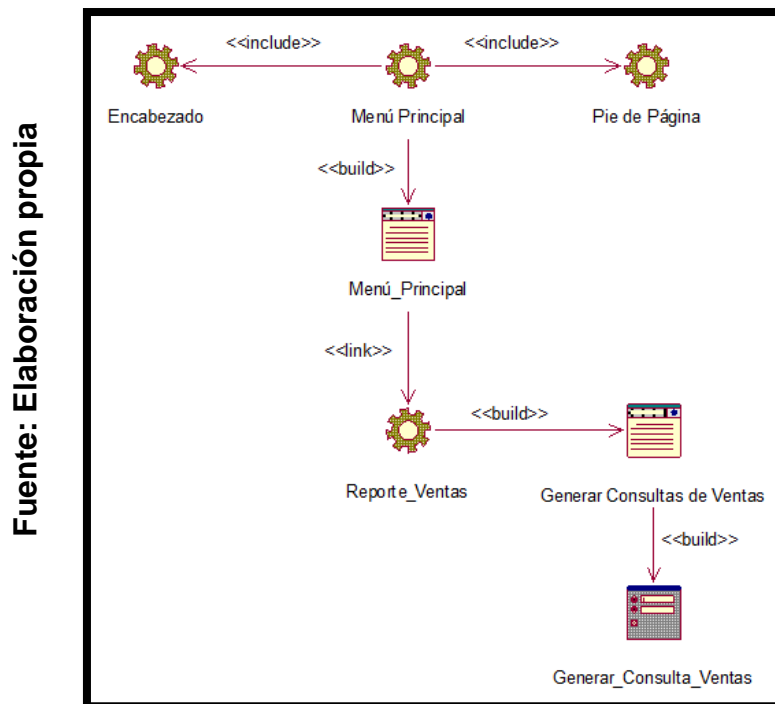 Fuente: Elaboración propia
<<include>>
<<include>>
Encabezado
Menú Principal
Pie de Página
<<build>>
Menú_Principal
<<link>>
<<build>>
Reporte_Ventas
Generar Consultas de Ventas
<<build>>
Generar_Consulta_Ventas